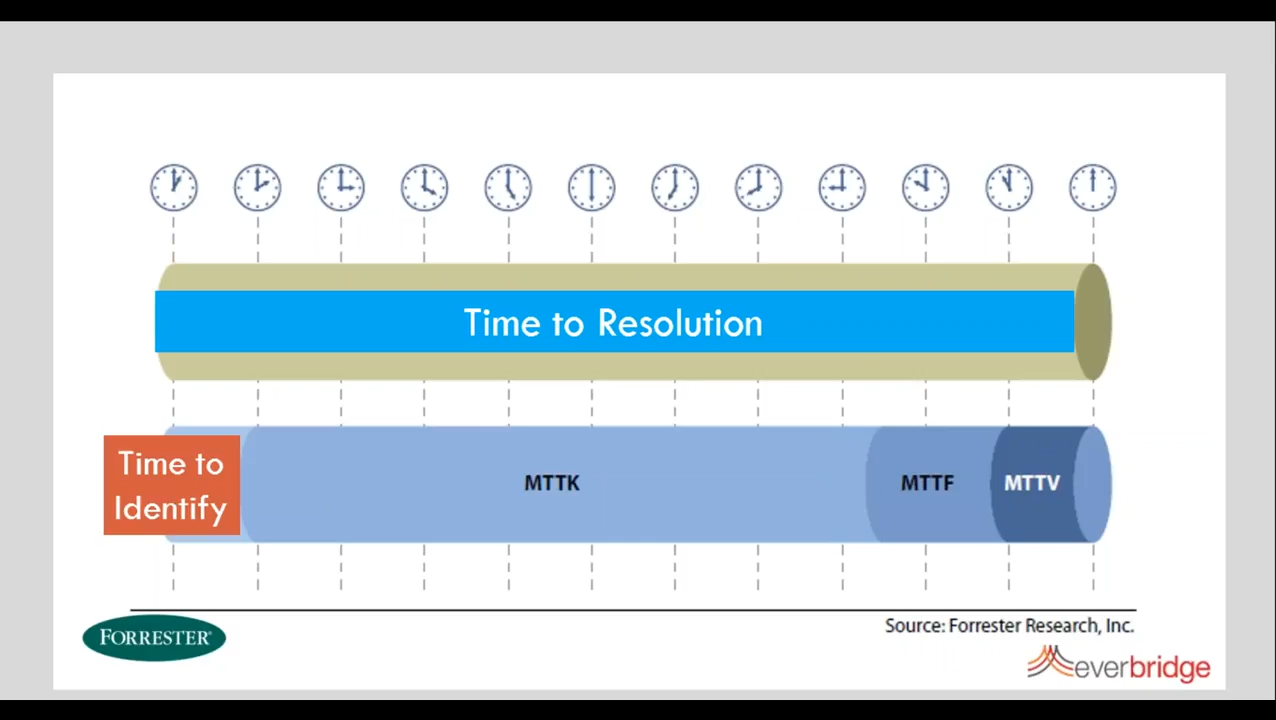 Time to Resolution
Time to
Identify
MTTK
MTTF
MTTV
FORRESTER®
Source: Forrester Research, Inc.
everbridge